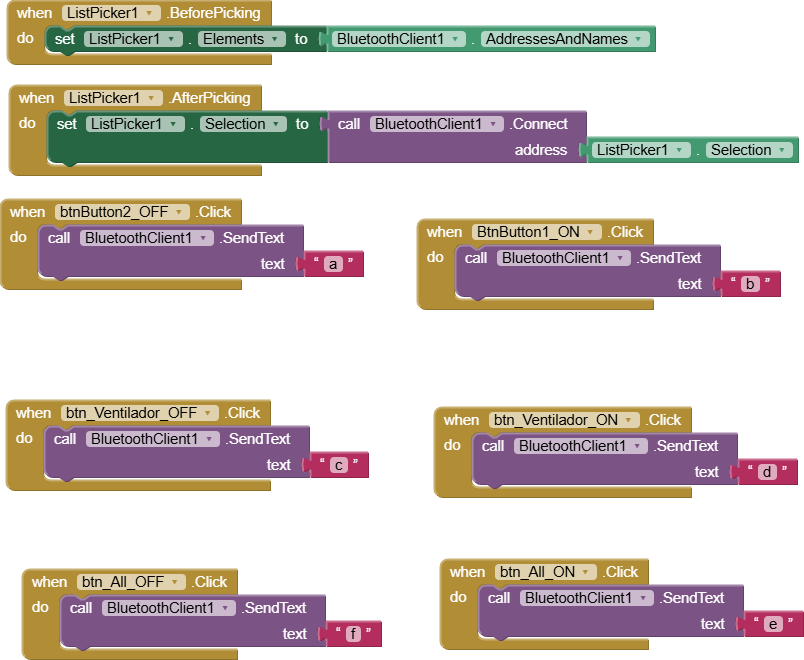 when ListPicker1 .BeforePicking
do set ListPicker1 . Elements to BluetoothClient1 . AddressesAndNames
when ListPicker1 .AfterPicking
do set ListPicker1 . Selection to call BluetoothClient1 .Connect
address ListPicker1 . Selection
when btnButton2_OFF .Click
do call BluetoothClient1 .SendText
text “ a ”
when BtnButton1_ON .Click
do call BluetoothClient1 .SendText
text “ b ”
when btn_Ventilador_OFF .Click
do call BluetoothClient1 .SendText
text “ c ”
when btn_Ventilador_ON .Click
do call BluetoothClient1 .SendText
text “ d ”
when btn_All_OFF .Click
do call BluetoothClient1 .SendText
text “ f ”
when btn_All_ON .Click
do call BluetoothClient1 .SendText
text “ e ”